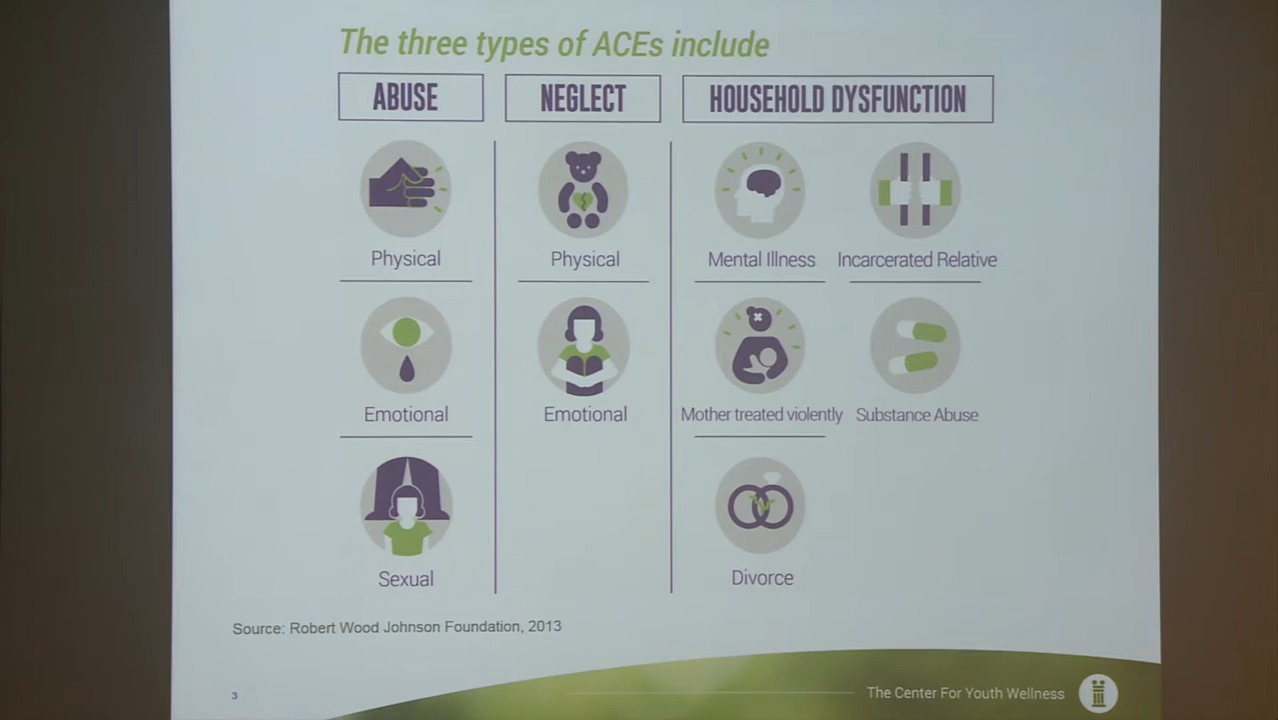 The three types of ACEs include
ABUSE
NEGLECT
HOUSEHOLD DYSFUNCTION
Physical
Physical
Mental Illness
Incarcerated Relative
Emotional
Emotional
Mother treated violently
Substance Abuse
Sexual
Divorce
Source: Robert Wood Johnson Foundation, 2013
3
The Center For Youth Wellness